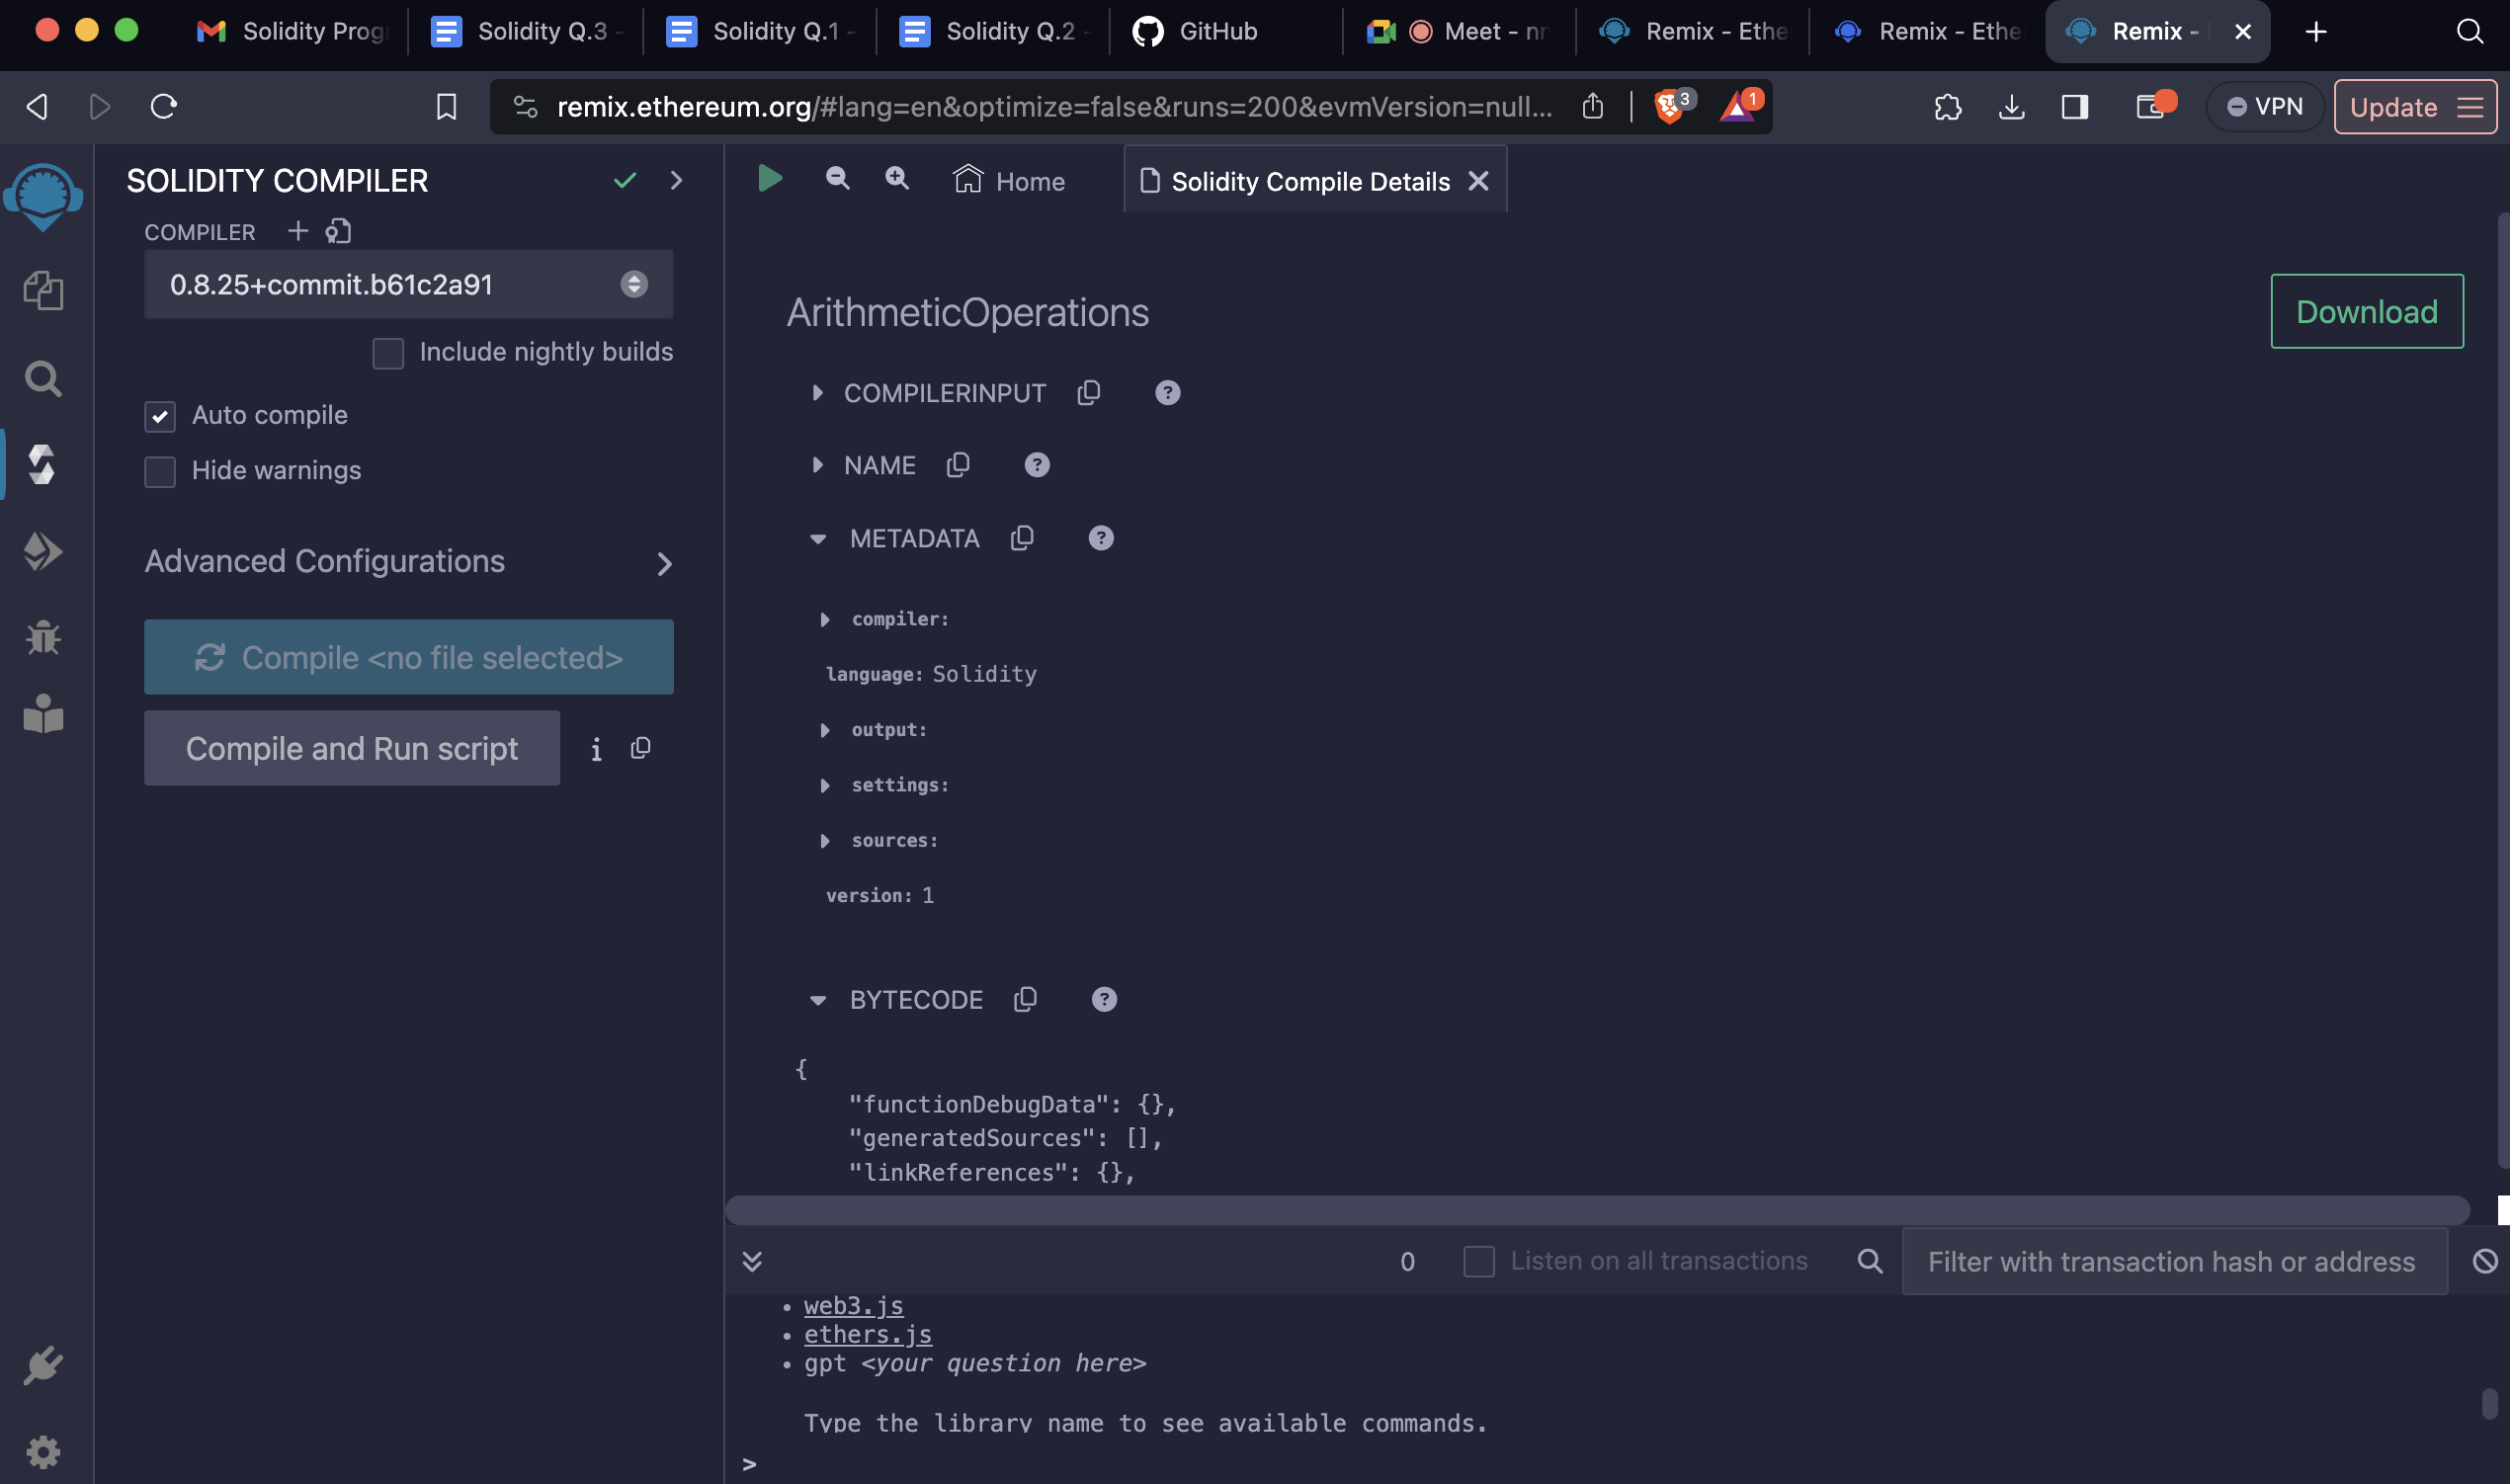 Solidity Prog
Solidity Q.3 -
Solidity Q.1 -
Solidity Q.2 -
GitHub
Meet - nn
Remix - Ethe
Remix - Ethe
Remix -
remix.ethereum.org/#lang=en&optimize=false&runs=200&evmVersion=null...
3
1
VPN
Update
SOLIDITY COMPILER
COMPILER
0.8.25+commit.b61c2a91
Include nightly builds
Auto compile
Hide warnings
Advanced Configurations
Compile <no file selected>
Compile and Run script
i
Home
Solidity Compile Details
ArithmeticOperations
Download
COMPILERINPUT
?
NAME
?
METADATA
?
compiler:
language: Solidity
output:
settings:
sources:
version: 1
BYTECODE
?
{
"functionDebugData": {},
"generatedSources": [],
"linkReferences": {},
0
Listen on all transactions
Filter with transaction hash or address
• web3.js
• ethers.js
• gpt <your question here>
Type the library name to see available commands.
>